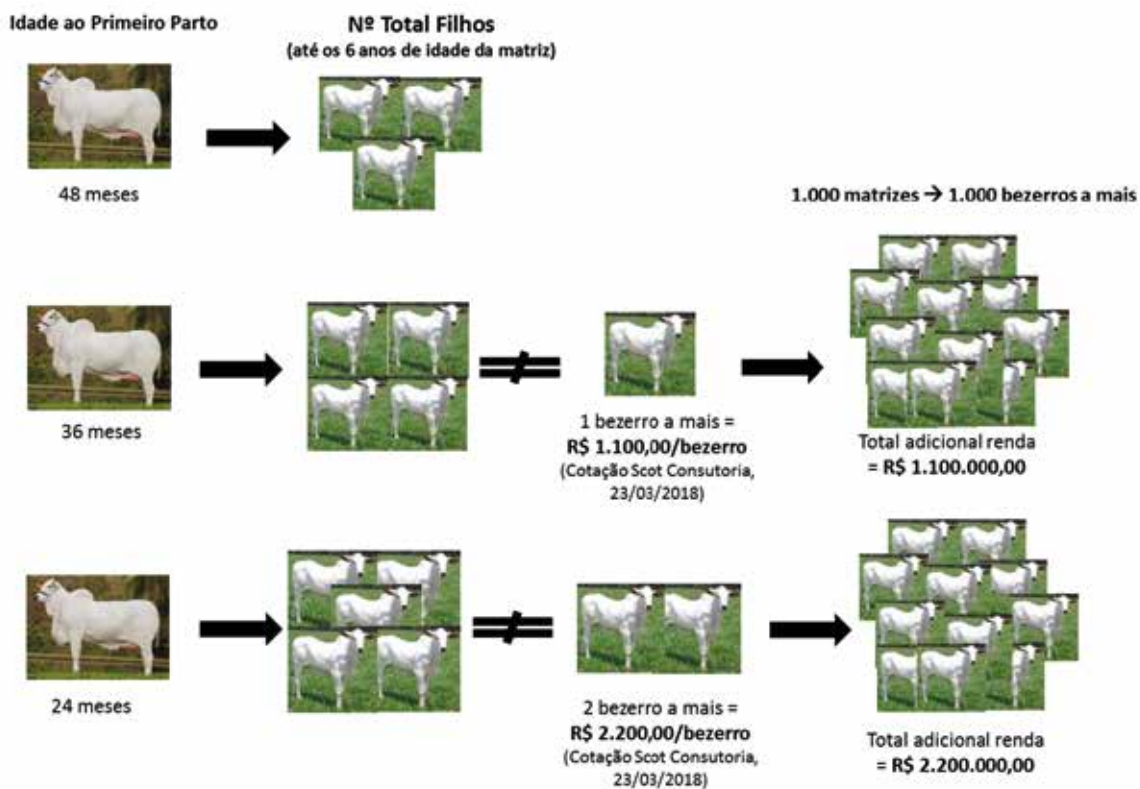 Idade ao Primeiro Parto
Nº Total Filhos
(até os 6 anos de idade da matriz)
48 meses
1.000 matrizes → 1.000 bezerros a mais
36 meses
1 bezerro a mais =
R$ 1.100,00/bezerro
(Cotação Scot Consutoria,
23/03/2018)
Total adicional renda
= R$ 1.100.000,00
24 meses
2 bezerro a mais =
R$ 2.200,00/bezerro
(Cotação Scot Consutoria,
23/03/2018)
Total adicional renda
= R$ 2.200.000,00